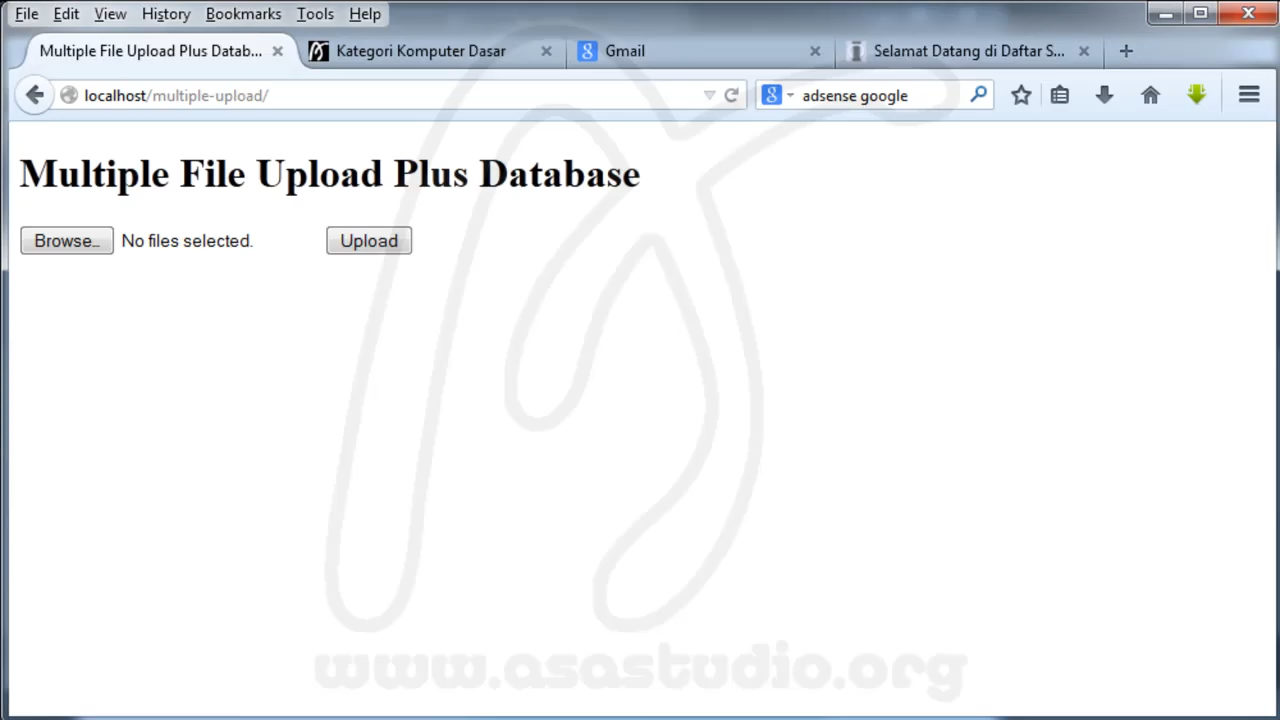 File Edit View History Bookmarks Tools Help
Multiple File Upload Plus Datab... Kategori Komputer Dasar Gmail Selamat Datang di Daftar S...
localhost/multiple-upload/ adsense google
Multiple File Upload Plus Database
Browse... No files selected. Upload
www.asastudio.org